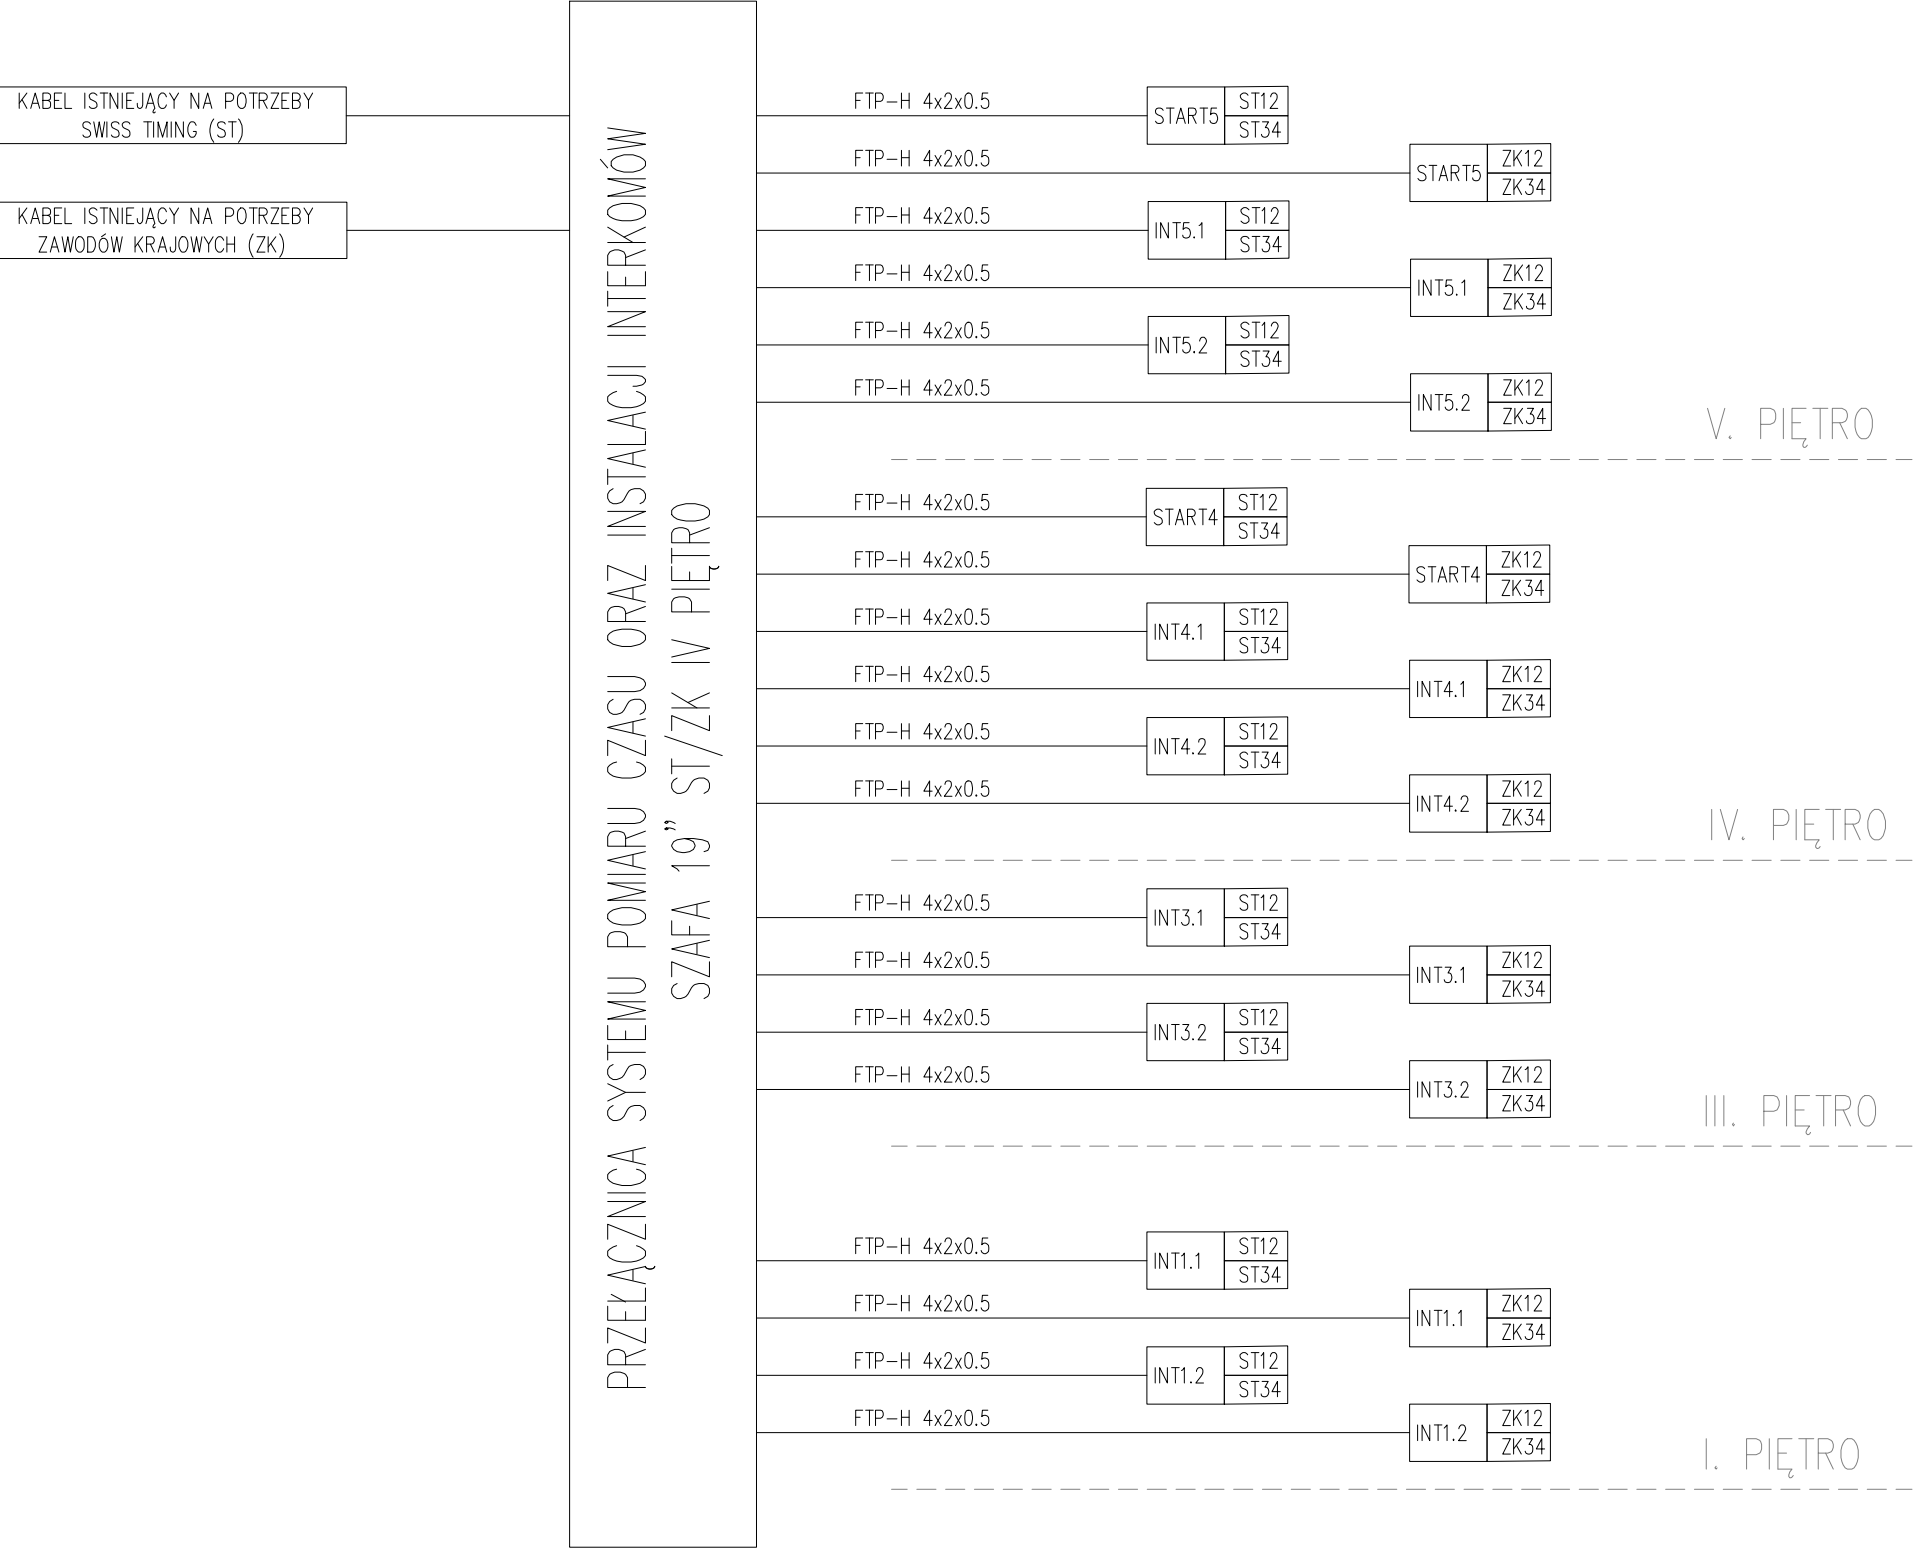 KABEL ISTNIEJĄCY NA POTRZEBY
SWISS TIMING (ST)
KABEL ISTNIEJĄCY NA POTRZEBY
ZAWODÓW KRAJOWYCH (ZK)
PRZEŁĄCZNICA SYSTEMU POMIARU CZASU ORAZ INSTALACJI INTERKOMÓW
SZAFA 19" ST/ZK IV PIĘTRO
FTP-H 4x2x0.5
START5
ST12
ST34
FTP-H 4x2x0.5
START5
ZK12
ZK34
FTP-H 4x2x0.5
INT5.1
ST12
ST34
FTP-H 4x2x0.5
INT5.1
ZK12
ZK34
FTP-H 4x2x0.5
INT5.2
ST12
ST34
FTP-H 4x2x0.5
INT5.2
ZK12
ZK34
V. PIĘTRO
FTP-H 4x2x0.5
START4
ST12
ST34
FTP-H 4x2x0.5
START4
ZK12
ZK34
FTP-H 4x2x0.5
INT4.1
ST12
ST34
FTP-H 4x2x0.5
INT4.1
ZK12
ZK34
FTP-H 4x2x0.5
INT4.2
ST12
ST34
FTP-H 4x2x0.5
INT4.2
ZK12
ZK34
IV. PIĘTRO
FTP-H 4x2x0.5
INT3.1
ST12
ST34
FTP-H 4x2x0.5
INT3.1
ZK12
ZK34
FTP-H 4x2x0.5
INT3.2
ST12
ST34
FTP-H 4x2x0.5
INT3.2
ZK12
ZK34
III. PIĘTRO
FTP-H 4x2x0.5
INT1.1
ST12
ST34
FTP-H 4x2x0.5
INT1.1
ZK12
ZK34
FTP-H 4x2x0.5
INT1.2
ST12
ST34
FTP-H 4x2x0.5
INT1.2
ZK12
ZK34
I. PIĘTRO